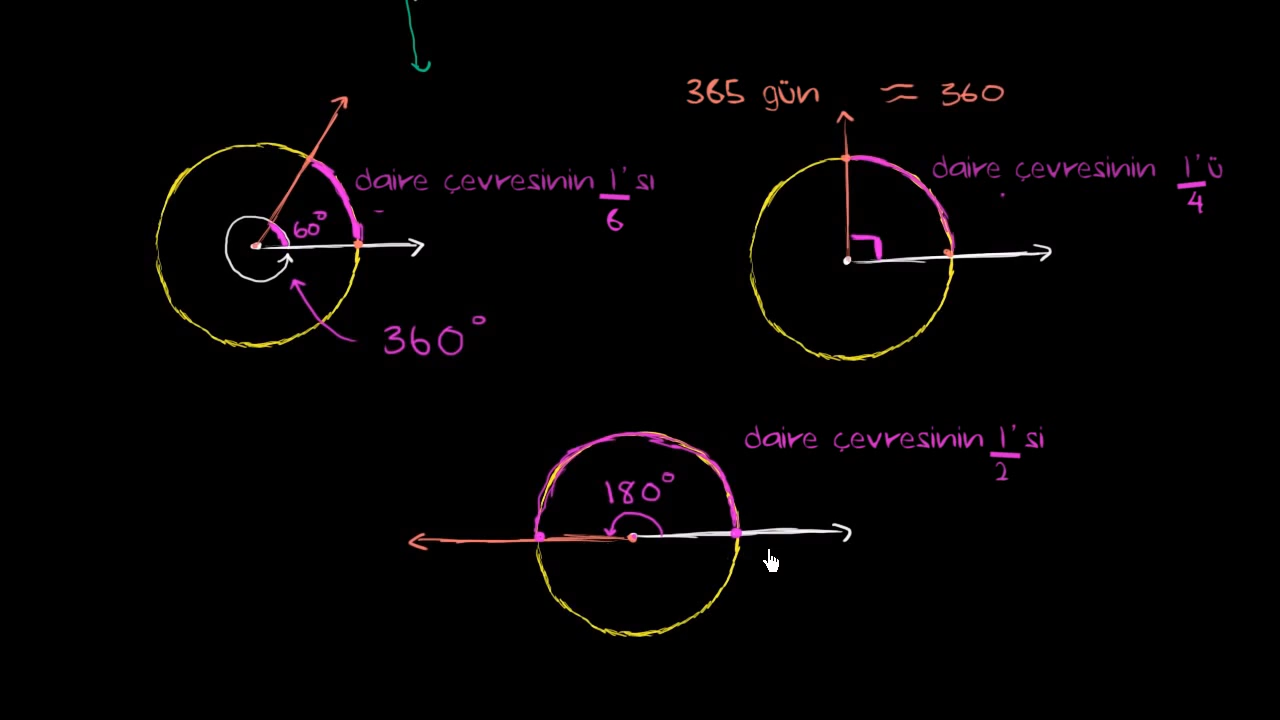 365 gün ≈ 360
daire çevresinin 1/6'sı
60°
360°
daire çevresinin 1/4'ü
daire çevresinin 1/2'si
180°